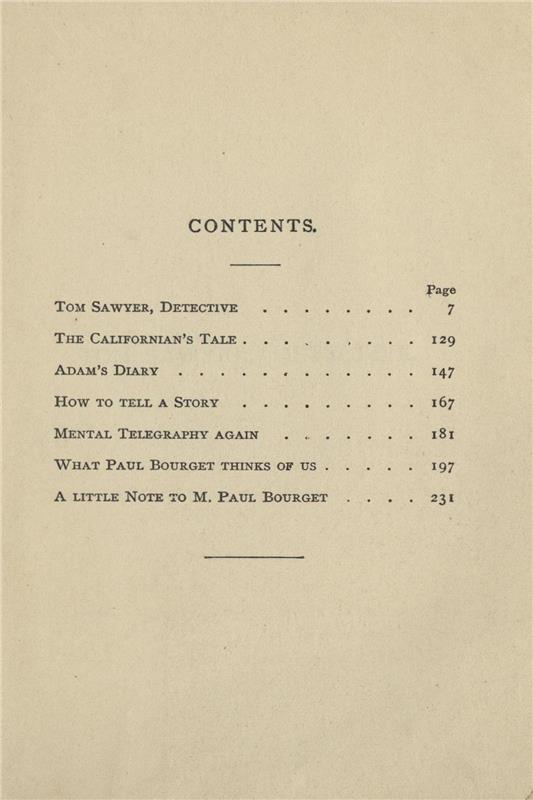 CONTENTS.
Page
TOM SAWYER, DETECTIVE . . . . . . . . 7
THE CALIFORNIAN'S TALE . . . . . . . . . 129
ADAM'S DIARY . . . . . . . . . . . . 147
HOW TO TELL A STORY . . . . . . . . . 167
MENTAL TELEGRAPHY AGAIN . . . . . . . 181
WHAT PAUL BOURGET THINKS OF US . . . . . 197
A LITTLE NOTE TO M. PAUL BOURGET . . . . 231